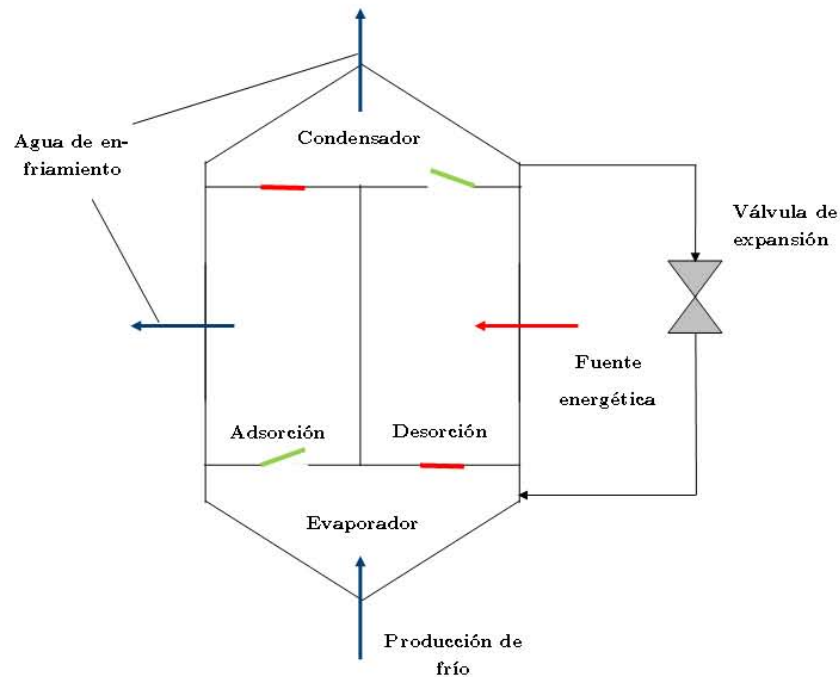 Condensador
Agua de en-
friamiento
Válvula de
expansión
Fuente
energética
Adsorción
Desorción
Evaporador
Producción de
frío